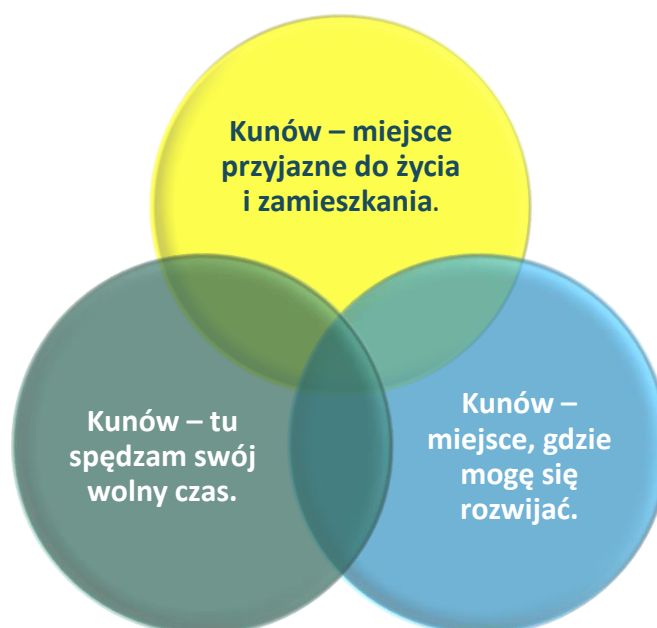 Kunów – miejsce
przyjazne do życia
i zamieszkania.
Kunów – tu
spędzam swój
wolny czas.
Kunów –
miejsce, gdzie
mogę się
rozwijać.